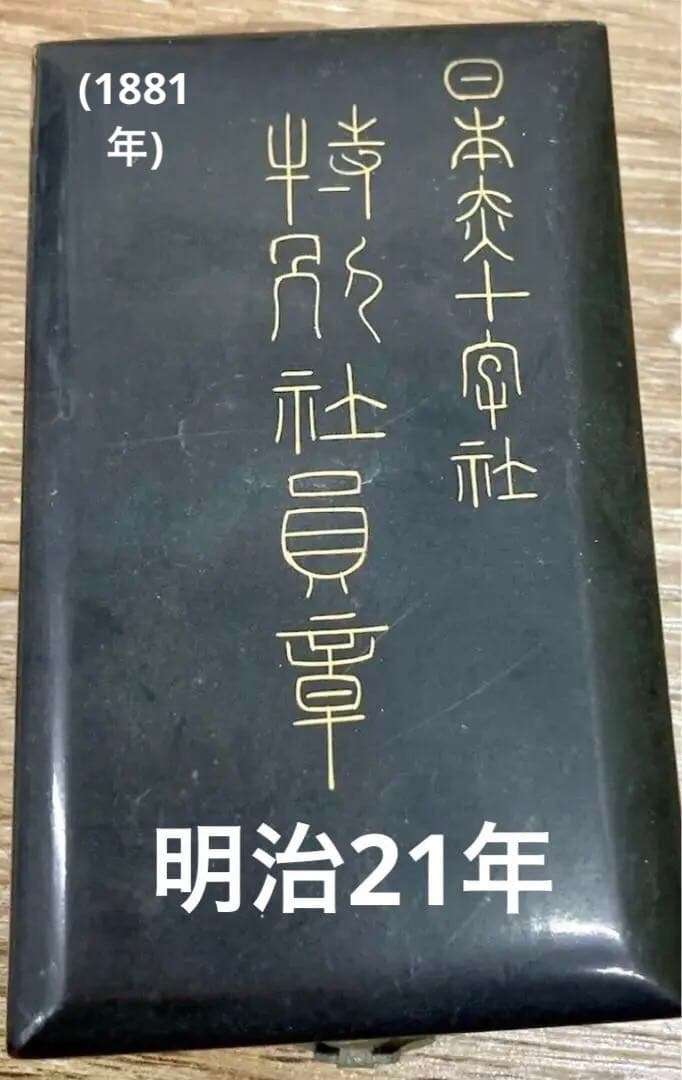 (1881
年)
日本赤十字社
特別社員章
明治21年